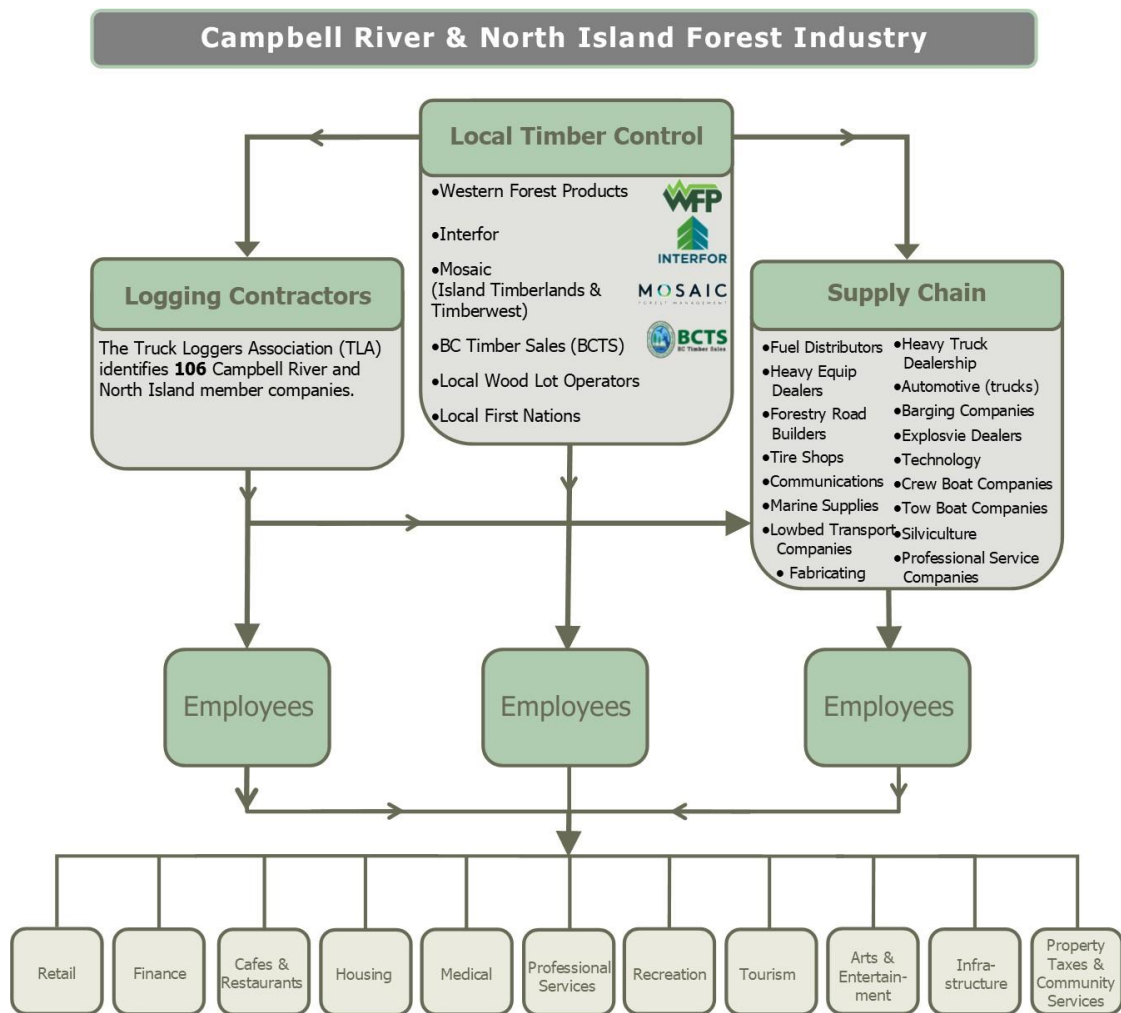 Campbell River & North Island Forest Industry
Local Timber Control
•Western Forest Products
WFP
•Interfor
INTERFOR
•Mosaic
(Island Timberlands &
Timberwest)
MOSAIC
FOREST MANAGEMENT
•BC Timber Sales (BCTS)
BCTS
BC Timber Sales
•Local Wood Lot Operators
•Local First Nations
Logging Contractors
The Truck Loggers Association (TLA)
identifies 106 Campbell River and
North Island member companies.
Supply Chain
•Fuel Distributors
•Heavy Equip
Dealers
•Forestry Road
Builders
•Tire Shops
•Communications
•Marine Supplies
•Lowbed Transport
Companies
• Fabricating
•Heavy Truck
Dealership
•Automotive (trucks)
•Barging Companies
•Explosvie Dealers
•Technology
•Crew Boat Companies
•Tow Boat Companies
•Silviculture
•Professional Service
Companies
Employees
Employees
Employees
Retail
Finance
Cafes &
Restaurants
Housing
Medical
Professional
Services
Recreation
Tourism
Arts &
Entertain-
ment
Infra-
structure
Property
Taxes &
Community
Services